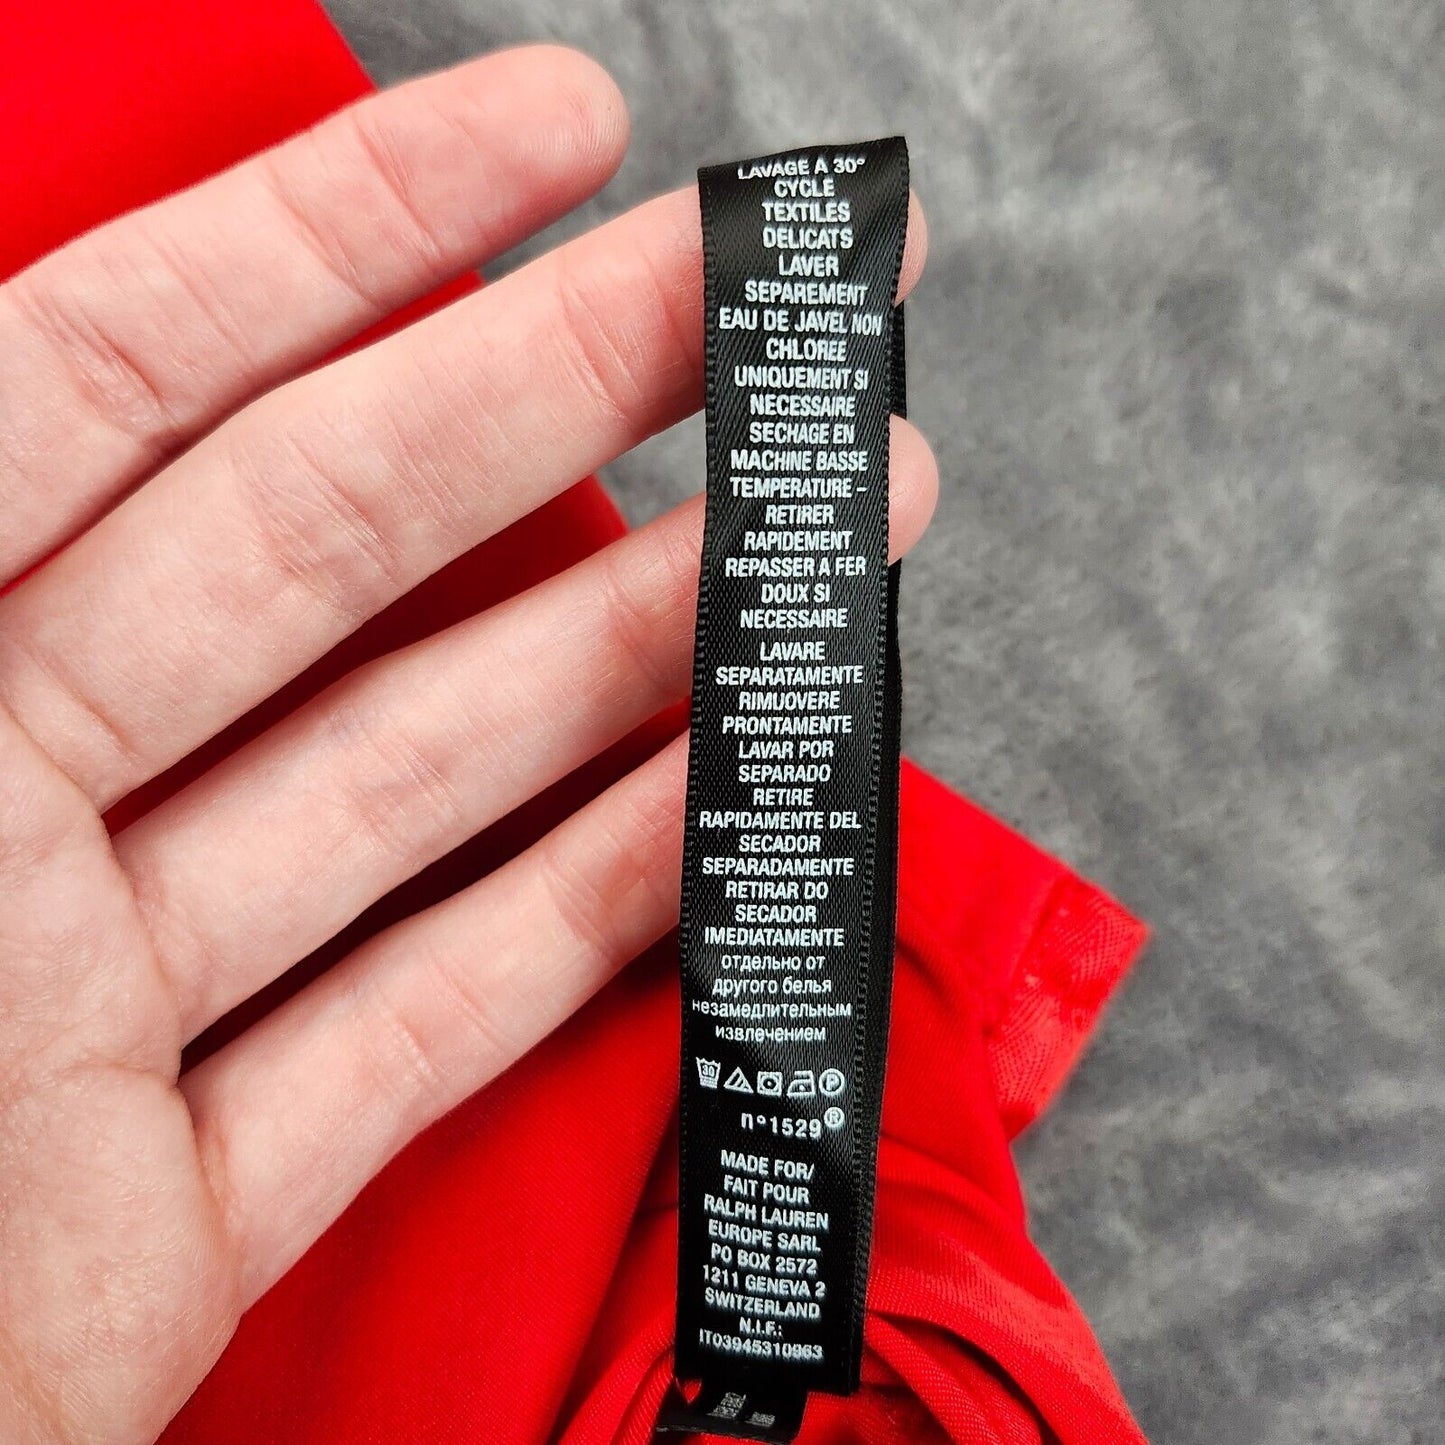 LAVAGE A 30°
CYCLE
TEXTILES
DELICATS
LAVER
SEPAREMENT
EAU DE JAVEL NON
CHLOREE
UNIQUEMENT SI
NECESSAIRE
SECHAGE EN
MACHINE BASSE
TEMPERATURE –
RETIRER
RAPIDEMENT
REPASSER A FER
DOUX SI
NECESSAIRE
LAVARE
SEPARATAMENTE
RIMUOVERE
PRONTAMENTE
LAVAR POR
SEPARADO
RETIRE
RAPIDAMENTE DEL
SECADOR
SEPARADAMENTE
RETIRAR DO
SECADOR
IMEDIATAMENTE
отдельно от
другого белья
незамедлительным
извлечением
30 P
n°1529®
MADE FOR/
FAIT POUR
RALPH LAUREN
EUROPE SARL
PO BOX 2572
1211 GENEVA 2
SWITZERLAND
N.I.F.:
IT03945310963